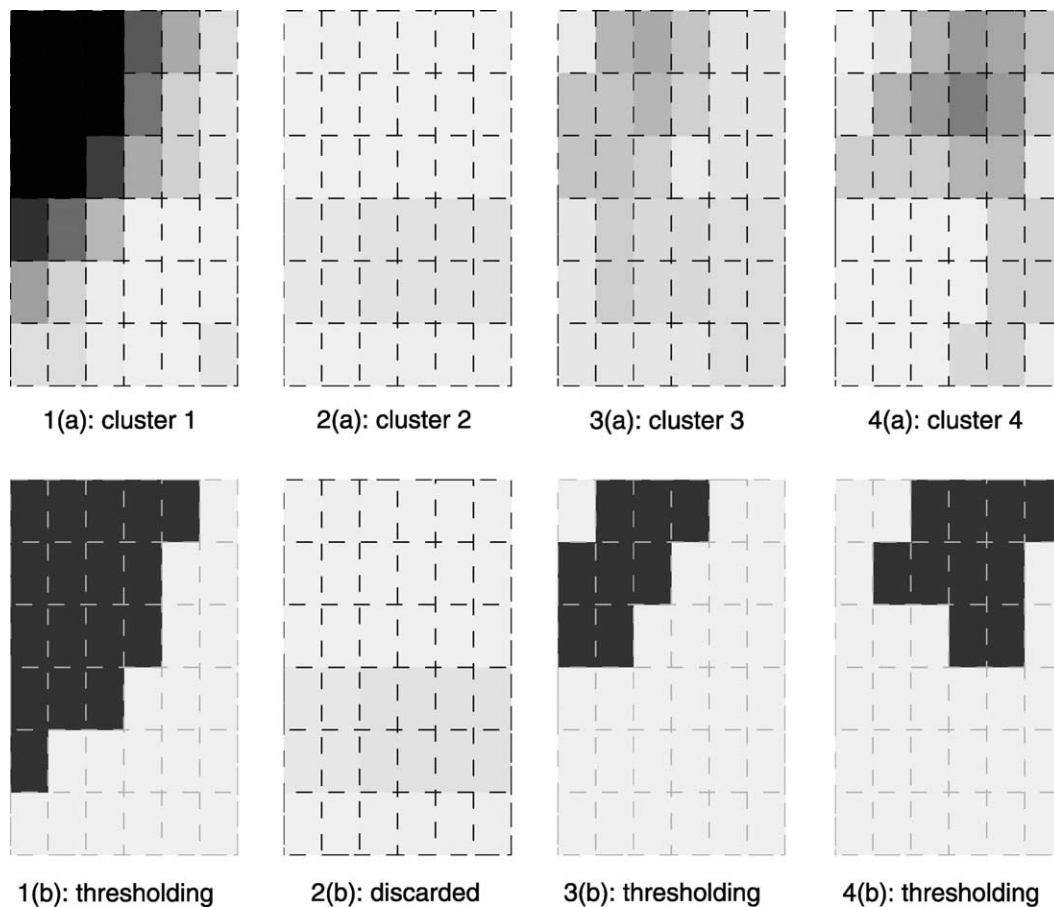 1(a): cluster 1
2(a): cluster 2
3(a): cluster 3
4(a): cluster 4
1(b): thresholding
2(b): discarded
3(b): thresholding
4(b): thresholding